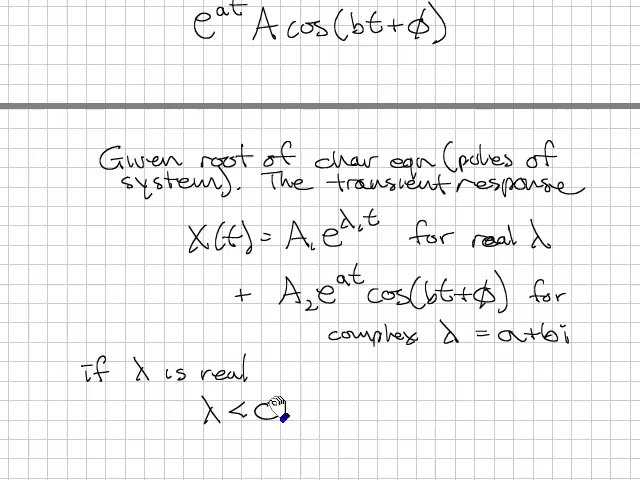 e^at A cos(bt+ϕ)
Given root of char eqn (poles of
system). The transient response
X(t) = A₁e^λ₁t for real λ
+ A₂e^at cos(bt+ϕ) for
complex λ = a+bi
if λ is real
λ <